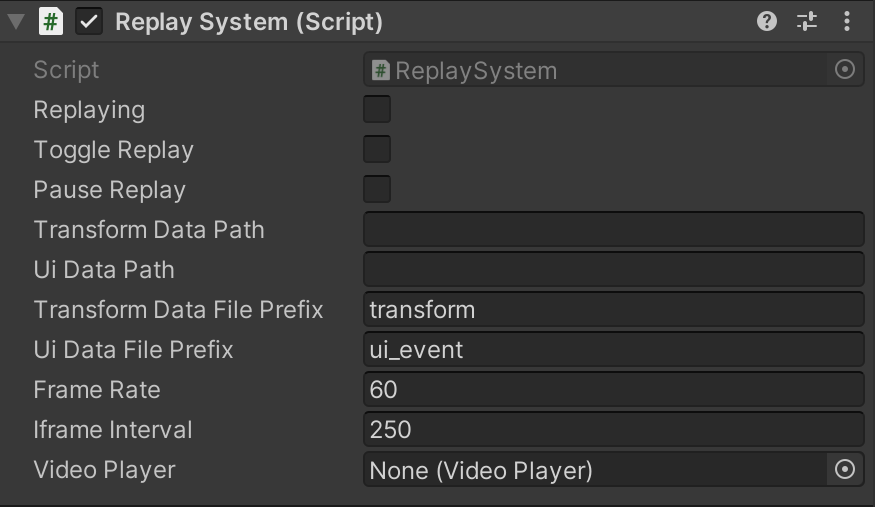 Replay System (Script)
Script ReplaySystem
Replaying
Toggle Replay
Pause Replay
Transform Data Path
Ui Data Path
Transform Data File Prefix transform
Ui Data File Prefix ui_event
Frame Rate 60
Iframe Interval 250
Video Player None (Video Player)